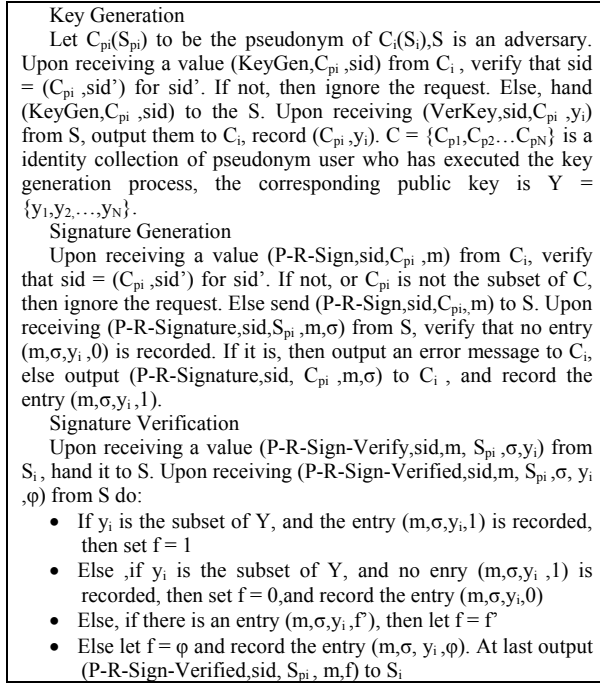 Key Generation
Let Cpi(Spi) to be the pseudonym of Ci(Si),S is an adversary.
Upon receiving a value (KeyGen,Cpi ,sid) from Ci , verify that sid
= (Cpi ,sid’) for sid’. If not, then ignore the request. Else, hand
(KeyGen,Cpi ,sid) to the S. Upon receiving (VerKey,sid,Cpi ,yi)
from S, output them to Ci, record (Cpi ,yi). C = {Cp1,Cp2…CpN} is a
identity collection of pseudonym user who has executed the key
generation process, the corresponding public key is Y =
{y1,y2,…,yN}.
Signature Generation
Upon receiving a value (P-R-Sign,sid,Cpi ,m) from Ci, verify
that sid = (Cpi ,sid’) for sid’. If not, or Cpi is not the subset of C,
then ignore the request. Else send (P-R-Sign,sid,Cpi,m) to S. Upon
receiving (P-R-Signature,sid,Spi ,m,σ) from S, verify that no entry
(m,σ,yi ,0) is recorded. If it is, then output an error message to Ci,
else output (P-R-Signature,sid, Cpi ,m,σ) to Ci , and record the
entry (m,σ,yi ,1).
Signature Verification
Upon receiving a value (P-R-Sign-Verify,sid,m, Spi ,σ,yi) from
Si , hand it to S. Upon receiving (P-R-Sign-Verified,sid,m, Spi ,σ, yi
,φ) from S do:
• If yi is the subset of Y, and the entry (m,σ,yi,1) is recorded,
then set f = 1
• Else ,if yi is the subset of Y, and no enry (m,σ,yi ,1) is
recorded, then set f = 0,and record the entry (m,σ,yi,0)
• Else, if there is an entry (m,σ,yi ,f’), then let f = f’
• Else let f = φ and record the entry (m,σ, yi ,φ). At last output
(P-R-Sign-Verified,sid, Spi , m,f) to Si